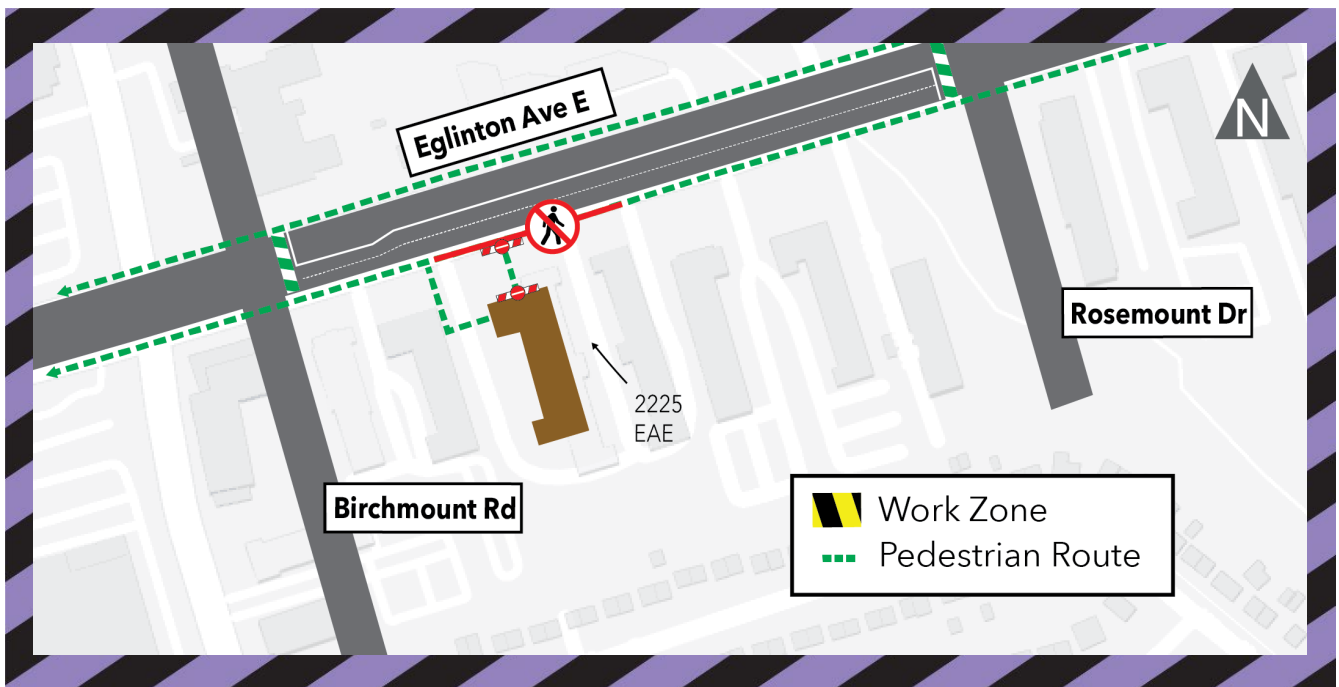 Eglinton Ave E
N
Rosemount Dr
2225
EAE
Birchmount Rd
Work Zone
Pedestrian Route